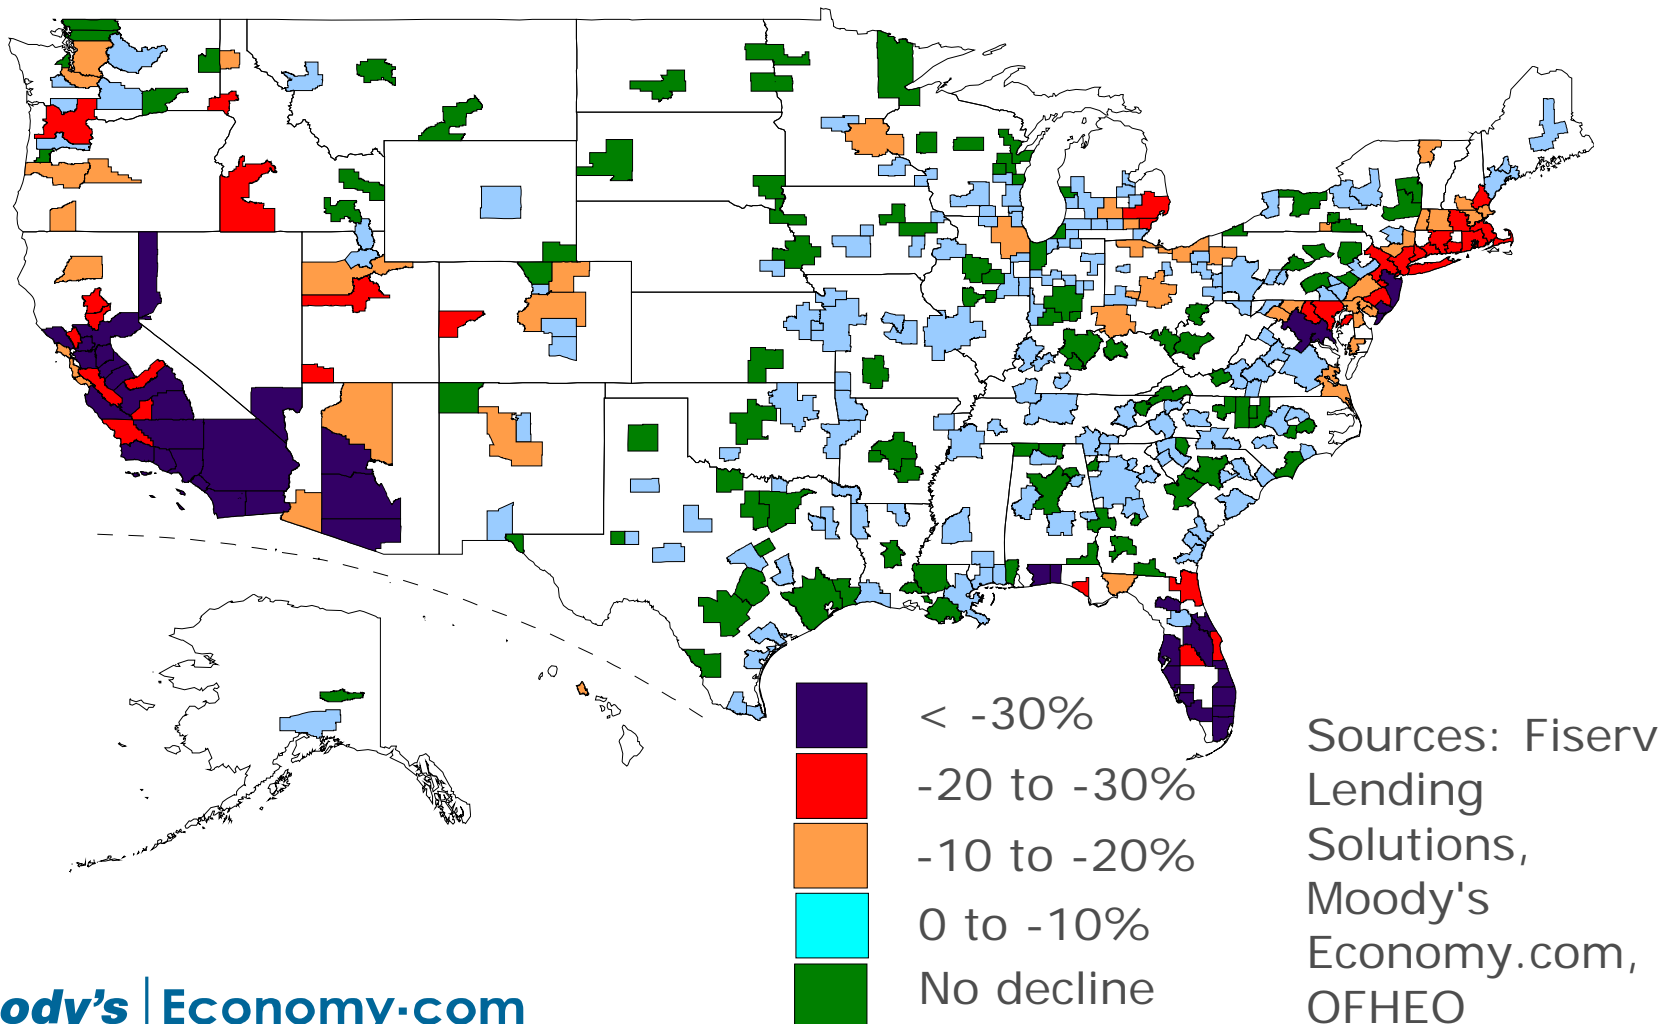 < -30%
-20 to -30%
-10 to -20%
0 to -10%
No decline
Sources: Fiserv
Lending
Solutions,
Moody's
Economy.com,
OFHEO
ody's Economy.com